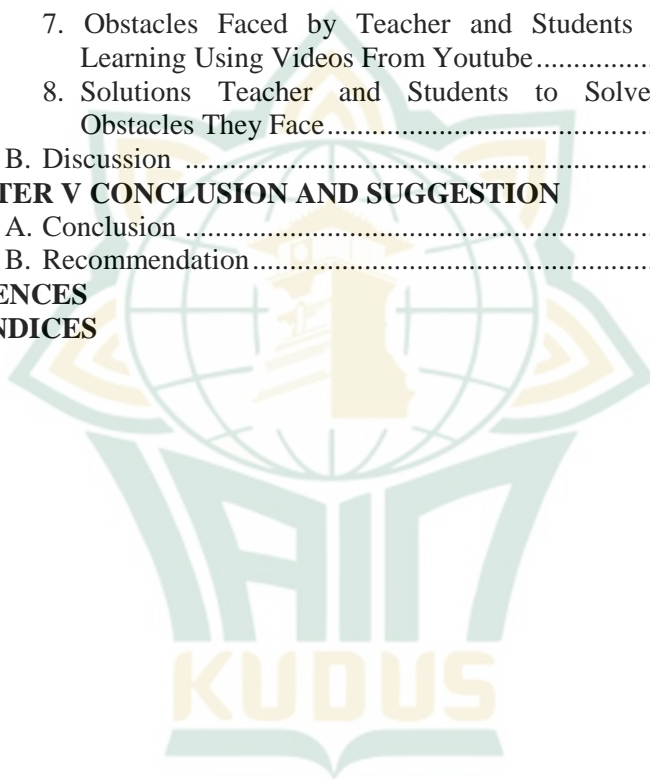 7. Obstacles Faced by Teacher and Students
Learning Using Videos From Youtube................
8. Solutions Teacher and Students to Solve
Obstacles They Face............................................
B. Discussion ................................................................
TER V CONCLUSION AND SUGGESTION
A. Conclusion ................................................................
B. Recommendation......................................................
ENCES
NDICES
IAIN
KUDUS